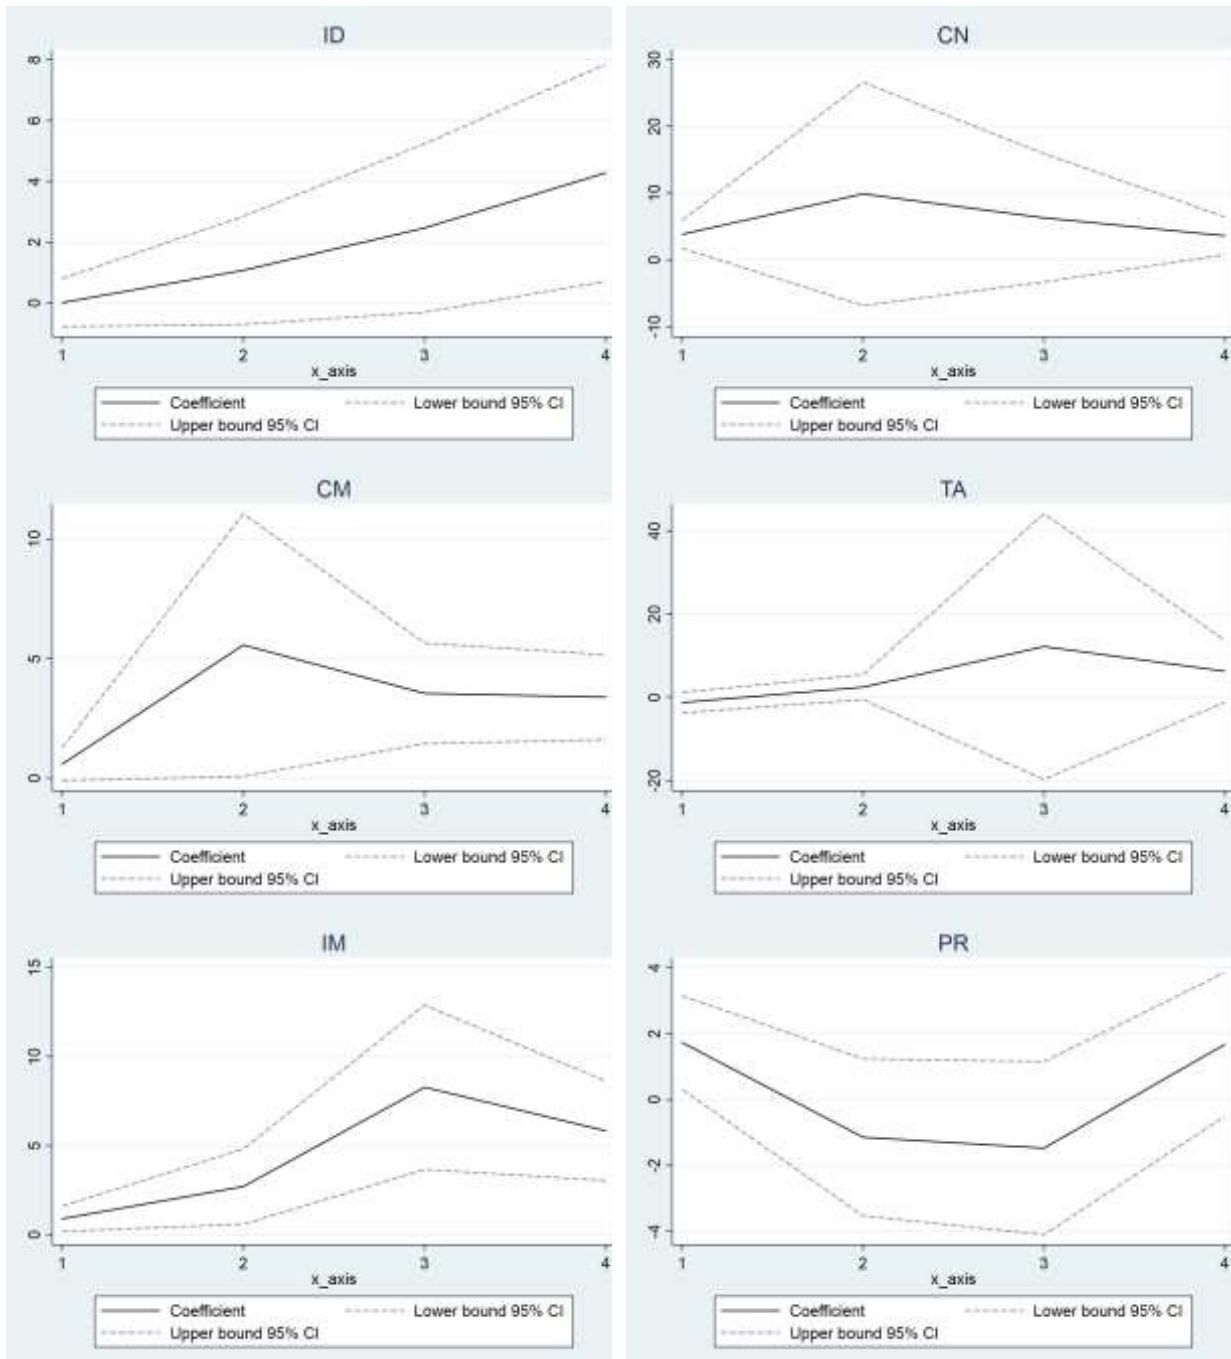 ID
8
6
4
2
0
1 2 3 4
x_axis
Coefficient Lower bound 95% CI
Upper bound 95% CI
CN
30
20
10
0
-10
1 2 3 4
x_axis
Coefficient Lower bound 95% CI
Upper bound 95% CI
CM
10
5
0
1 2 3 4
x_axis
Coefficient Lower bound 95% CI
Upper bound 95% CI
TA
40
20
0
-20
1 2 3 4
x_axis
Coefficient Lower bound 95% CI
Upper bound 95% CI
IM
15
10
5
0
1 2 3 4
x_axis
Coefficient Lower bound 95% CI
Upper bound 95% CI
PR
4
2
0
-2
-4
1 2 3 4
x_axis
Coefficient Lower bound 95% CI
Upper bound 95% CI